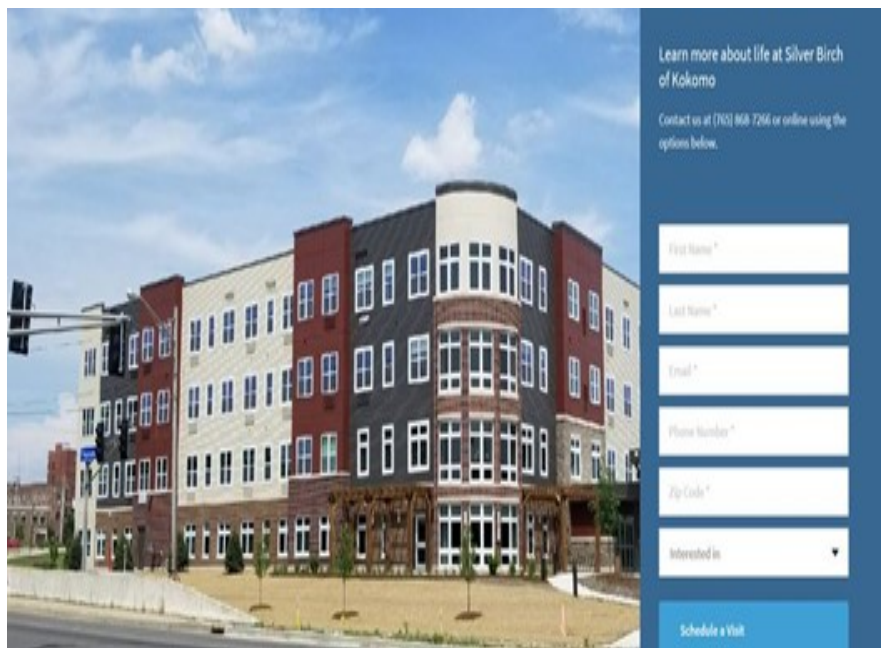 Learn more about life at Silver Birch
of Kokomo
Contact us at (765) 868-7266 or online using the
options below.
First Name *
Last Name *
Email *
Phone Number *
Zip Code *
Interested in
Schedule a Visit